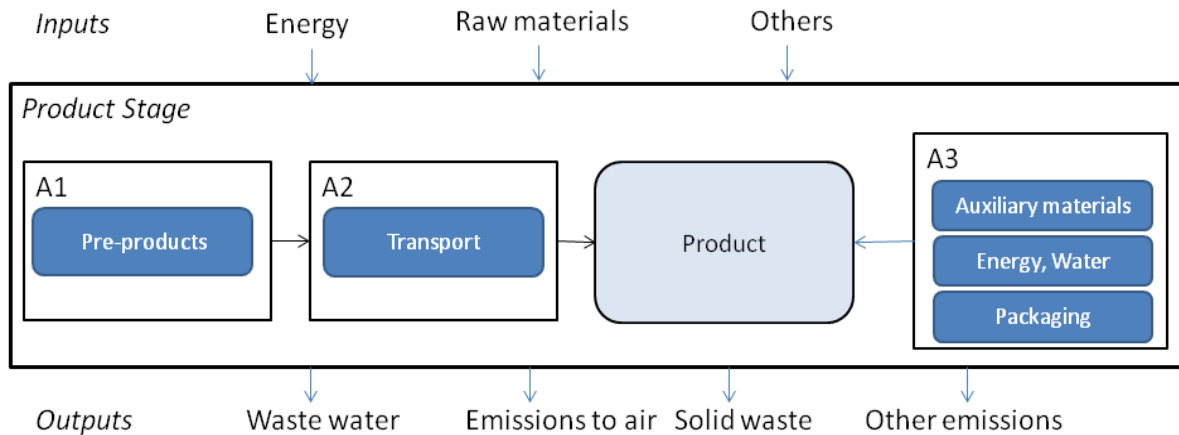 Inputs
Energy
Raw materials
Others
Product Stage
A1
Pre-products
A2
Transport
Product
A3
Auxiliary materials
Energy, Water
Packaging
Outputs
Waste water
Emissions to air
Solid waste
Other emissions